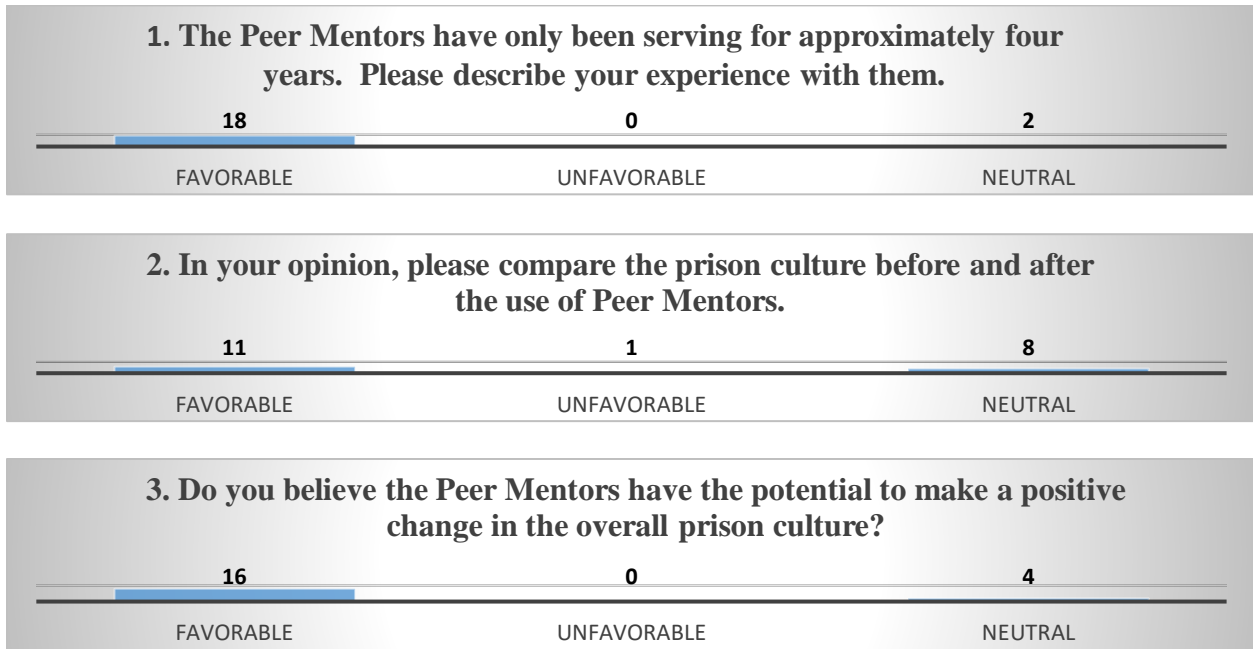 1. The Peer Mentors have only been serving for approximately four
years. Please describe your experience with them.
18 0 2
FAVORABLE UNFAVORABLE NEUTRAL
2. In your opinion, please compare the prison culture before and after
the use of Peer Mentors.
11 1 8
FAVORABLE UNFAVORABLE NEUTRAL
3. Do you believe the Peer Mentors have the potential to make a positive
change in the overall prison culture?
16 0 4
FAVORABLE UNFAVORABLE NEUTRAL